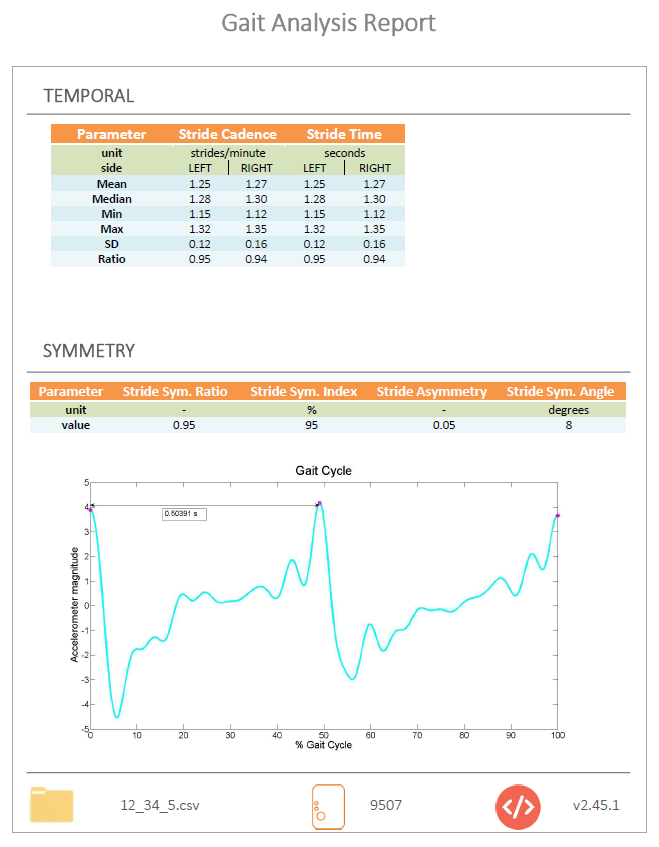 Gait Analysis Report
TEMPORAL
Parameter Stride Cadence Stride Time
unit strides/minute seconds
side LEFT RIGHT LEFT RIGHT
Mean 1.25 1.27 1.25 1.27
Median 1.28 1.30 1.28 1.30
Min 1.15 1.12 1.15 1.12
Max 1.32 1.35 1.32 1.35
SD 0.12 0.16 0.12 0.16
Ratio 0.95 0.94 0.95 0.94
SYMMETRY
Parameter Stride Sym. Ratio Stride Sym. Index Stride Asymmetry Stride Sym. Angle
unit - % - degrees
value 0.95 95 0.05 8
Gait Cycle
5
4
0.50391 s
3
2
1
0
-1
-2
-3
-4
-5
Accelerometer magnitude
0 10 20 30 40 50 60 70 80 90 100
% Gait Cycle
12_34_5.csv 9507 </> v2.45.1